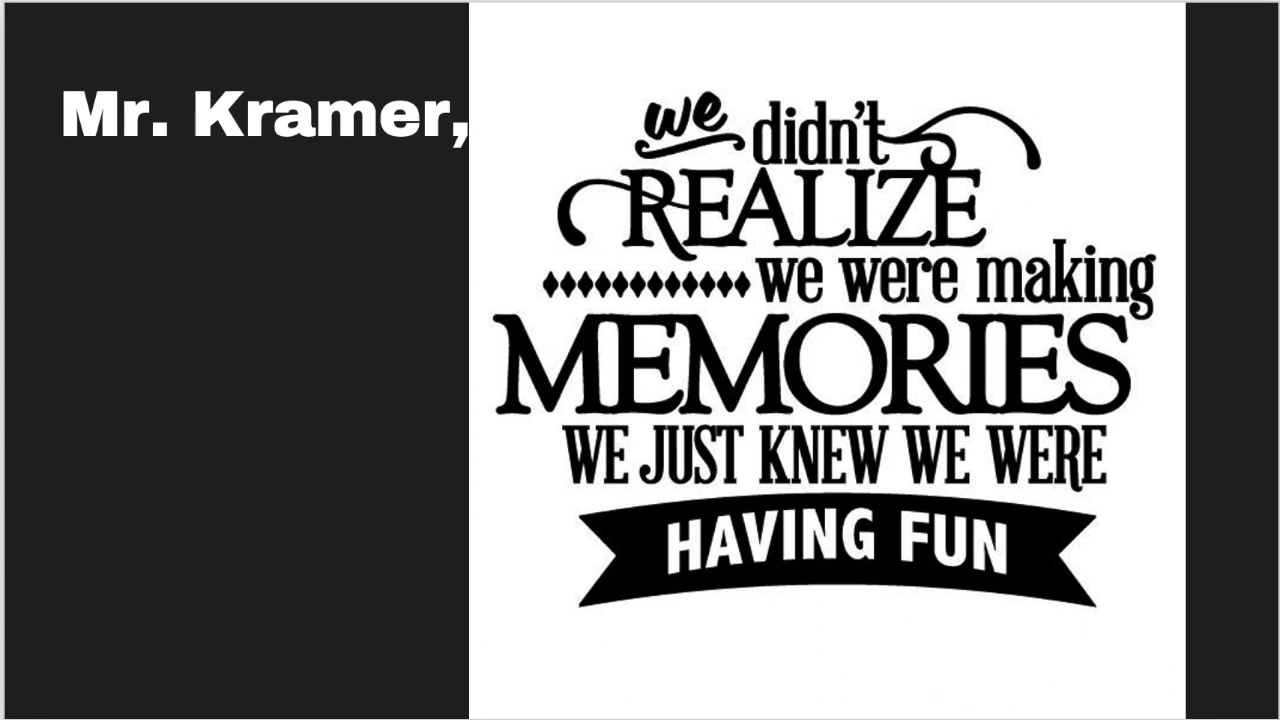 Mr. Kramer,
we didn't
REALIZE
we were making
MEMORIES
WE JUST KNEW WE WERE
HAVING FUN